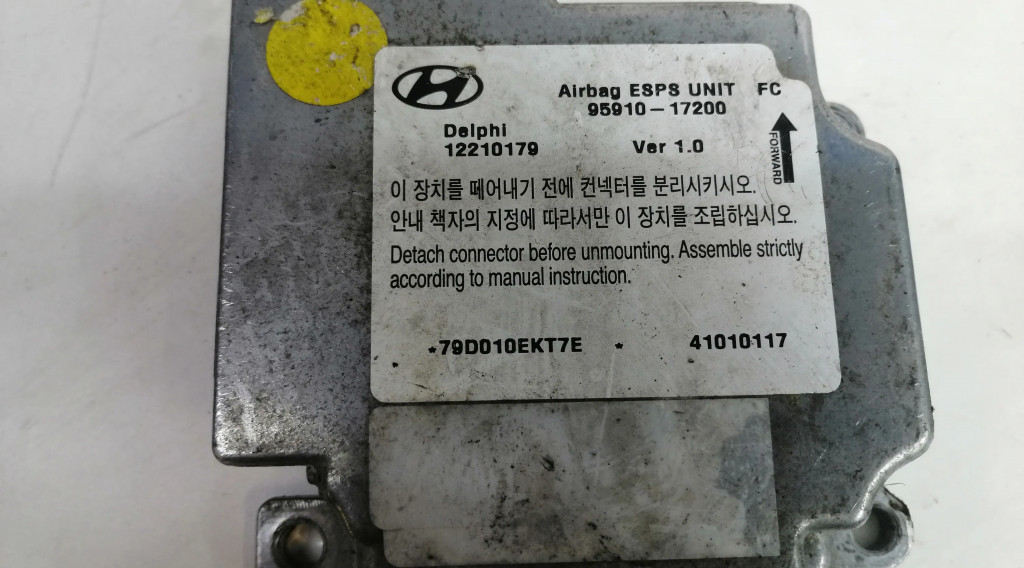 Airbag ESPS UNIT FC
95910-17200
Delphi
12210179 Ver 1.0
FORWARD
이 장치를 떼어내기 전에 컨넥터를 분리시키시오.
안내 책자의 지정에 따라서만 이 장치를 조립하십시오.
Detach connector before unmounting. Assemble strictly
according to manual instruction.
*79D010EKT7E * 41010117